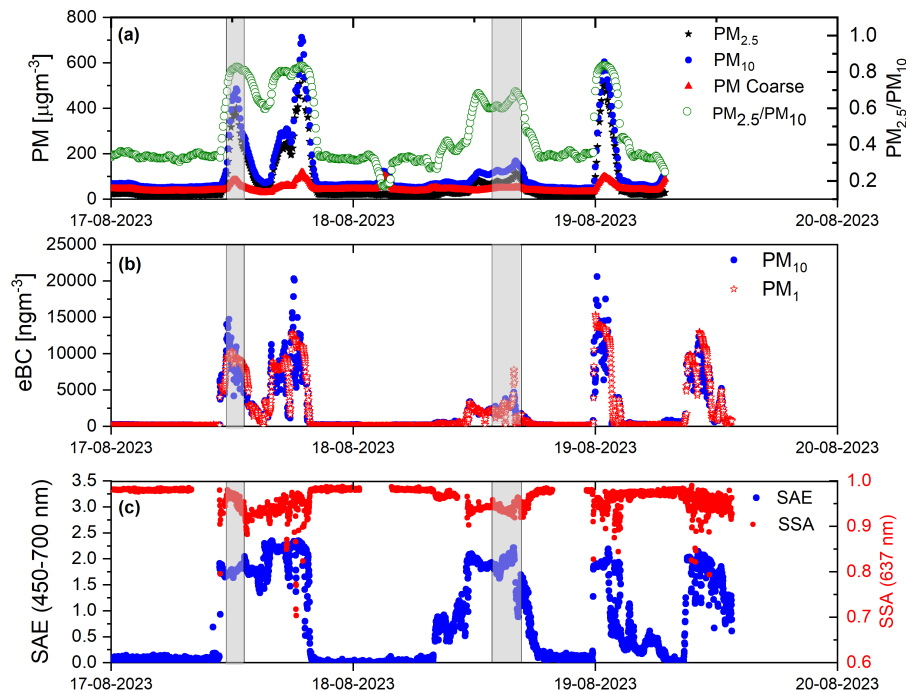 (a)
PM [µgm-3]
800
600
400
200
0
1.0
0.8
0.6
0.4
0.2
PM2.5/PM10
PM2.5
PM10
PM Coarse
PM2.5/PM10
17-08-2023 18-08-2023 19-08-2023 20-08-2023
(b)
eBC [ngm-3]
25000
20000
15000
10000
5000
0
PM10
PM1
17-08-2023 18-08-2023 19-08-2023 20-08-2023
(c)
SAE (450-700 nm)
3.5
3.0
2.5
2.0
1.5
1.0
0.5
0.0
1.0
0.9
0.8
0.7
0.6
SSA (637 nm)
SAE
SSA
17-08-2023 18-08-2023 19-08-2023 20-08-2023